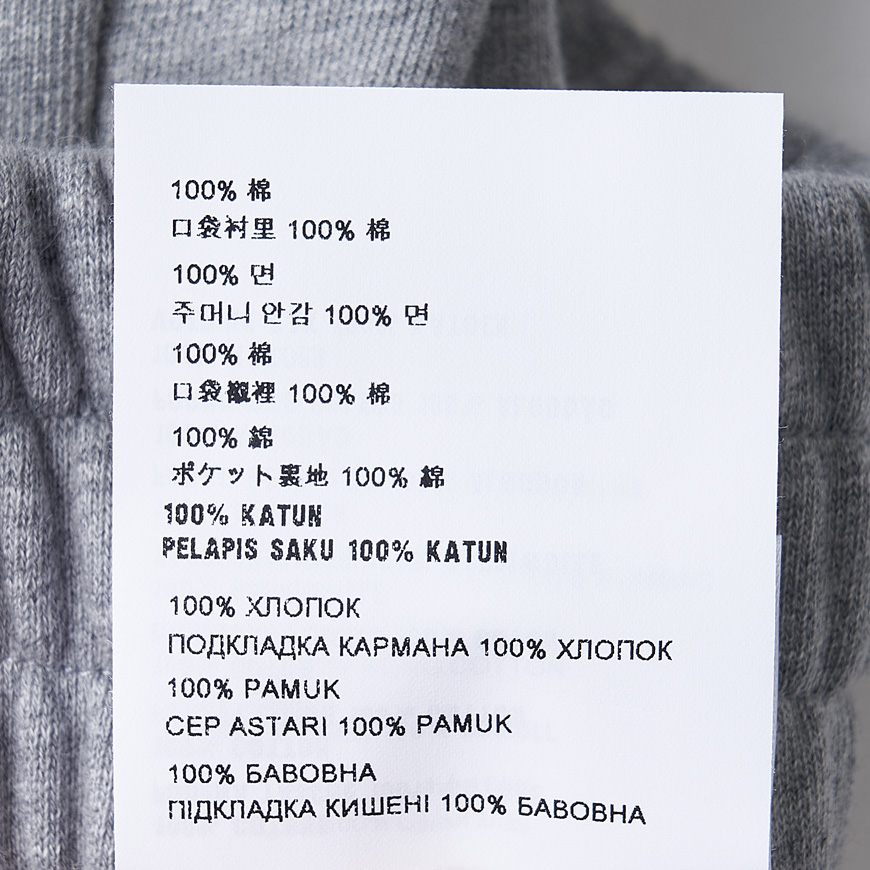 100% 棉
口袋衬里 100% 棉
100% 면
주머니 안감 100% 면
100% 棉
口袋襯裡 100% 棉
100% 綿
ポケット裏地 100% 綿
100% KATUN
PELAPIS SAKU 100% KATUN
100% ХЛОПОК
ПОДКЛАДКА КАРМАНА 100% ХЛОПОК
100% PAMUK
CEP ASTARI 100% PAMUK
100% БАВОВНА
ПІДКЛАДКА КИШЕНІ 100% БАВОВНА